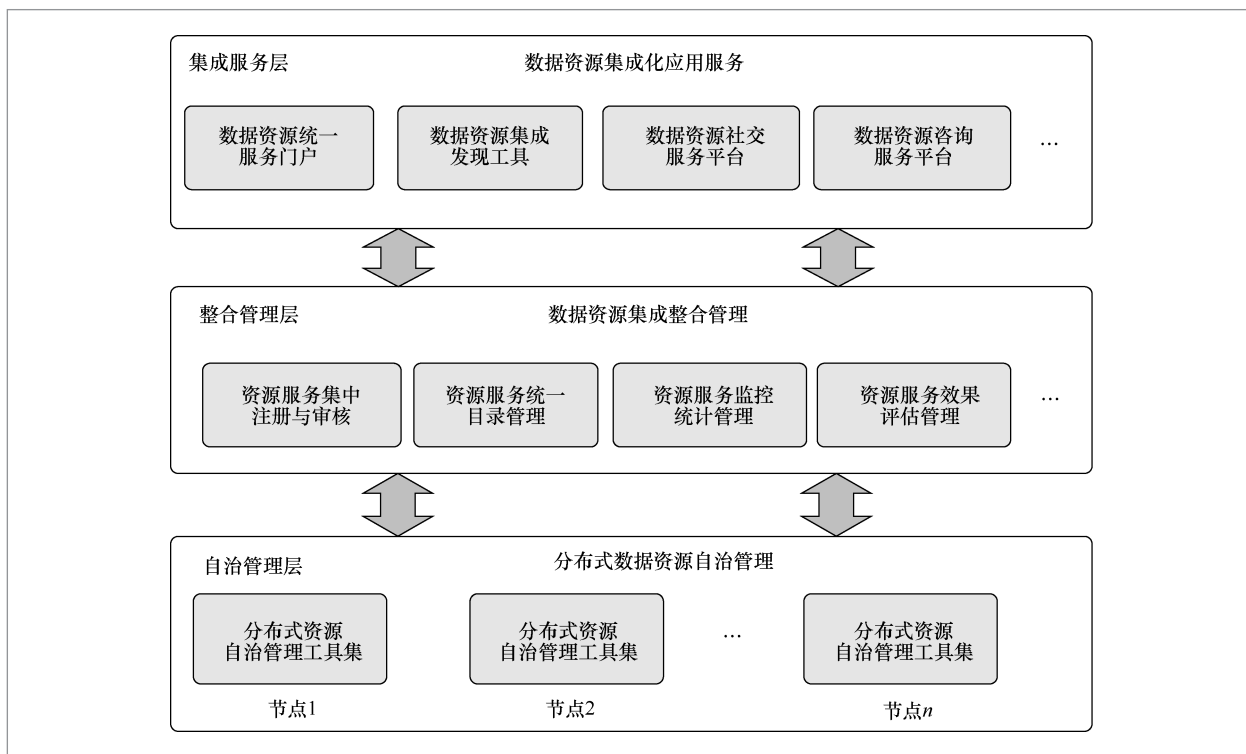 集成服务层
数据资源集成化应用服务
数据资源统一
服务门户
数据资源集成
发现工具
数据资源社交
服务平台
数据资源咨询
服务平台
…
整合管理层
数据资源集成整合管理
资源服务集中
注册与审核
资源服务统一
目录管理
资源服务监控
统计管理
资源服务效果
评估管理
…
自治管理层
分布式数据资源自治管理
分布式资源
自治管理工具集
分布式资源
自治管理工具集
…
分布式资源
自治管理工具集
节点1
节点2
节点n